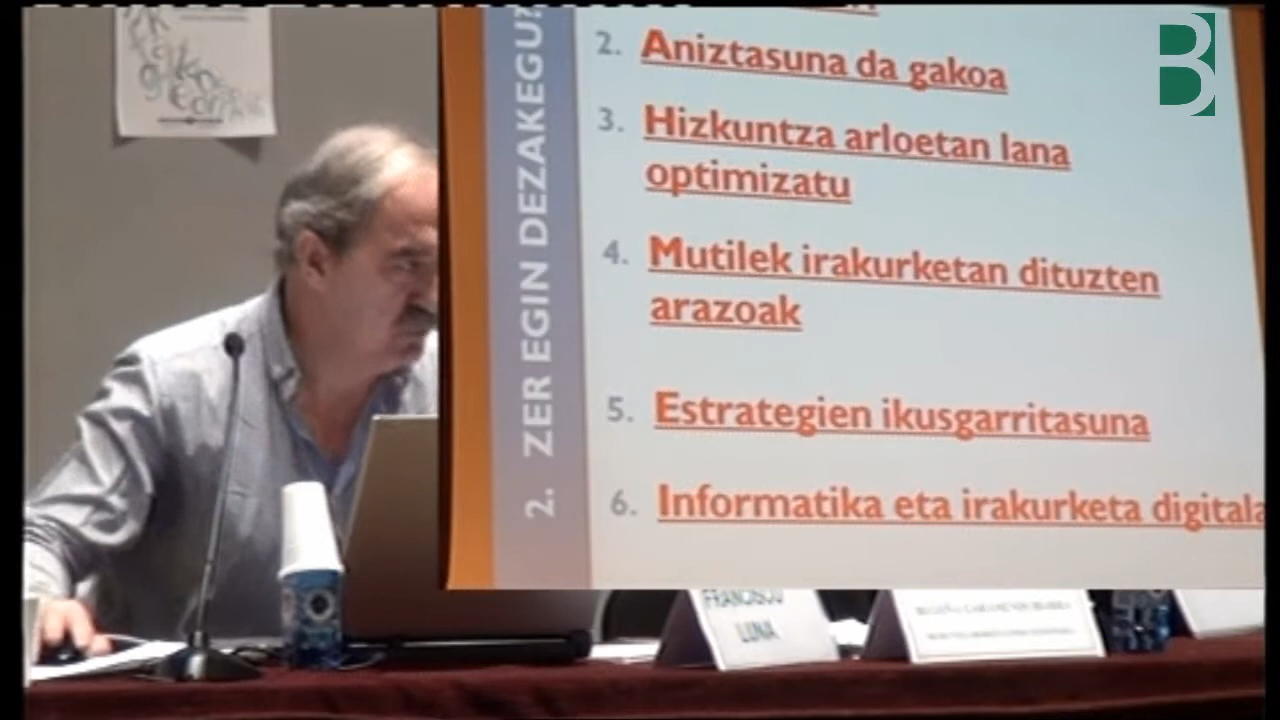 2. ZER EGIN DEZAKEGU?
2. Aniztasuna da gakoa
3. Hizkuntza arloetan lana
optimizatu
4. Mutilek irakurketan dituzten
arazoak
5. Estrategien ikusgarritasuna
6. Informatika eta irakurketa digitala
B
FRANCISCO
LUNA